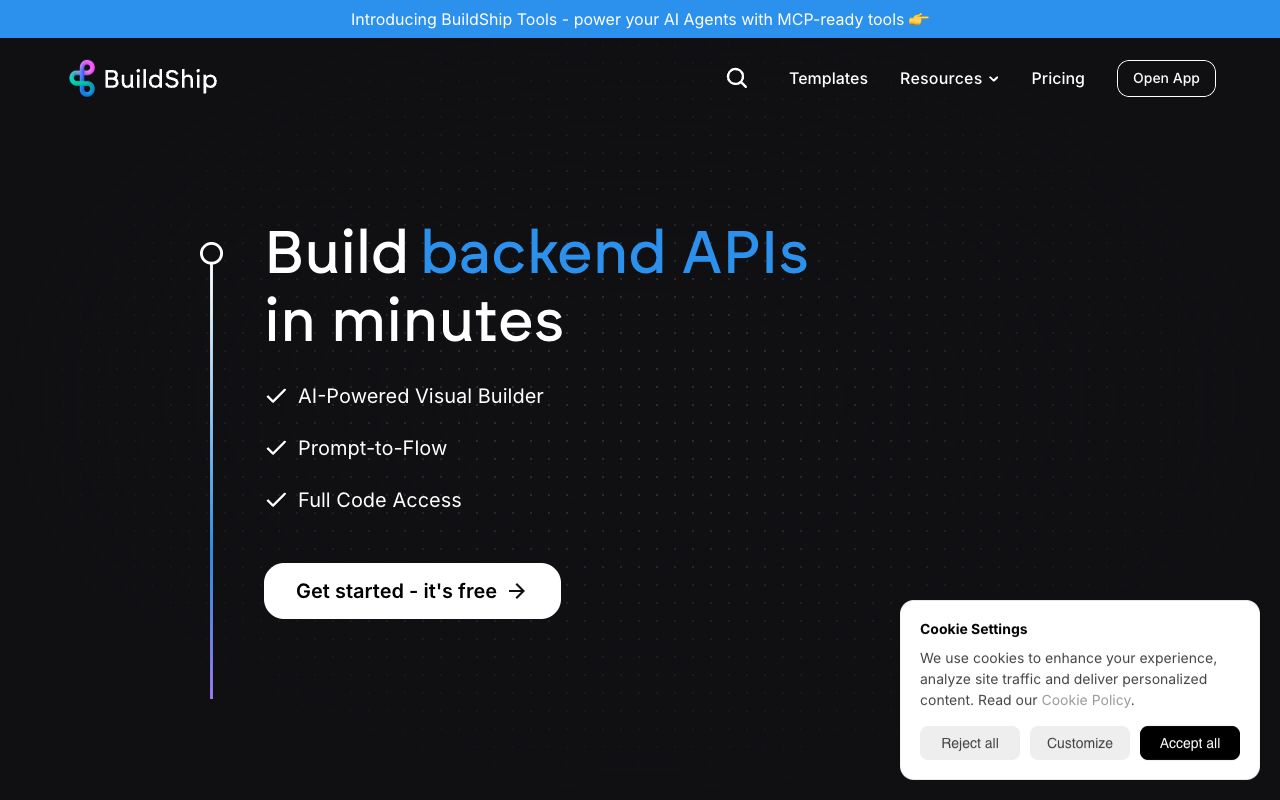 Introducing BuildShip Tools - power your AI Agents with MCP-ready tools 👉
BuildShip
Templates
Resources
Pricing
Open App
Build backend APIs
in minutes
AI-Powered Visual Builder
Prompt-to-Flow
Full Code Access
Get started - it's free →
Cookie Settings
We use cookies to enhance your experience,
analyze site traffic and deliver personalized
content. Read our Cookie Policy.
Reject all
Customize
Accept all